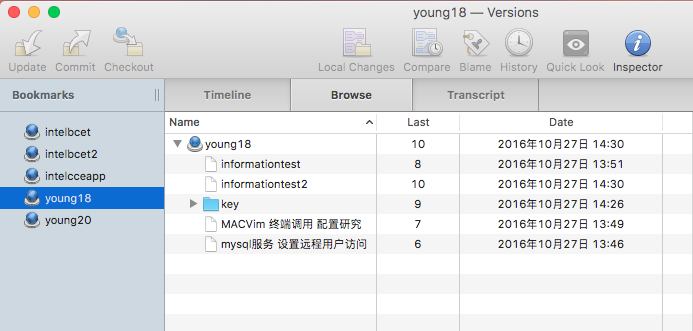 young18 — Versions
Update Commit Checkout Local Changes Compare Blame History Quick Look Inspector
Bookmarks Timeline Browse Transcript
Name Last Date
intelbcet
intelbcet2
intelcceapp
young18
young20
young18 10 2016年10月27日 14:30
informationtest 8 2016年10月27日 13:51
informationtest2 10 2016年10月27日 14:30
key 9 2016年10月27日 14:26
MACVim 终端调用 配置研究 7 2016年10月27日 13:49
mysql服务 设置远程用户访问 6 2016年10月27日 13:46